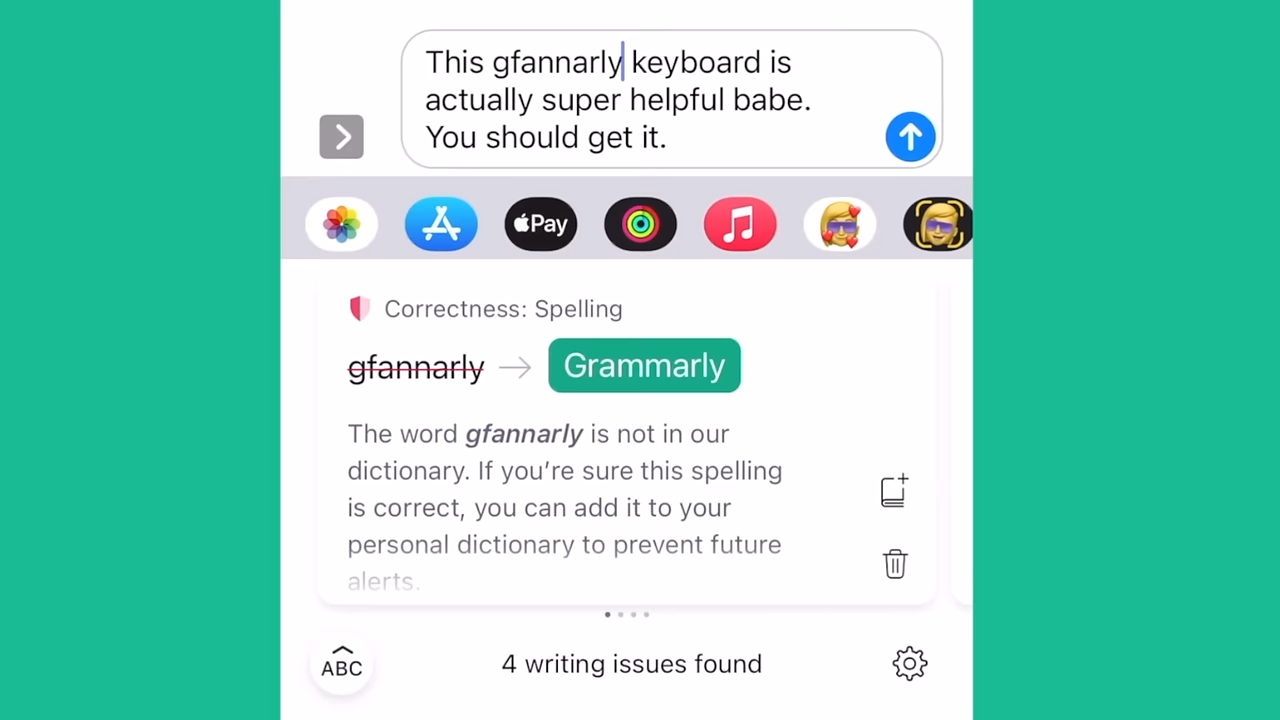 This gfannarly keyboard is
actually super helpful babe.
You should get it.
Pay
Correctness: Spelling
gfannarly → Grammarly
The word gfannarly is not in our
dictionary. If you're sure this spelling
is correct, you can add it to your
personal dictionary to prevent future
alerts.
ABC
4 writing issues found